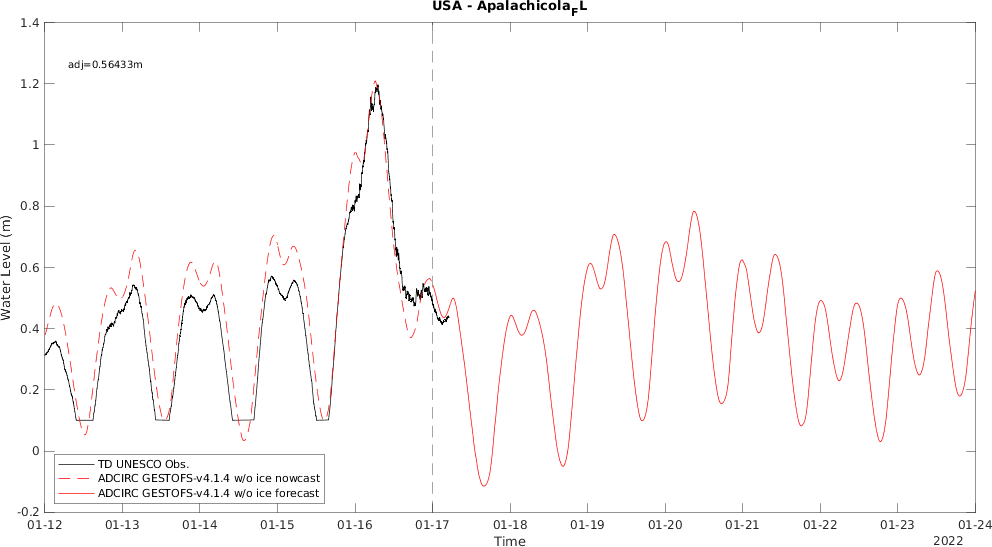 USA - Apalachicola_FL
1.4
adj=0.56433m
1.2
1
0.8
0.6
0.4
0.2
0
-0.2
Water Level (m)
TD UNESCO Obs.
ADCIRC GESTOFS-v4.1.4 w/o ice nowcast
ADCIRC GESTOFS-v4.1.4 w/o ice forecast
01-12 01-13 01-14 01-15 01-16 01-17 01-18 01-19 01-20 01-21 01-22 01-23 01-24
Time
2022